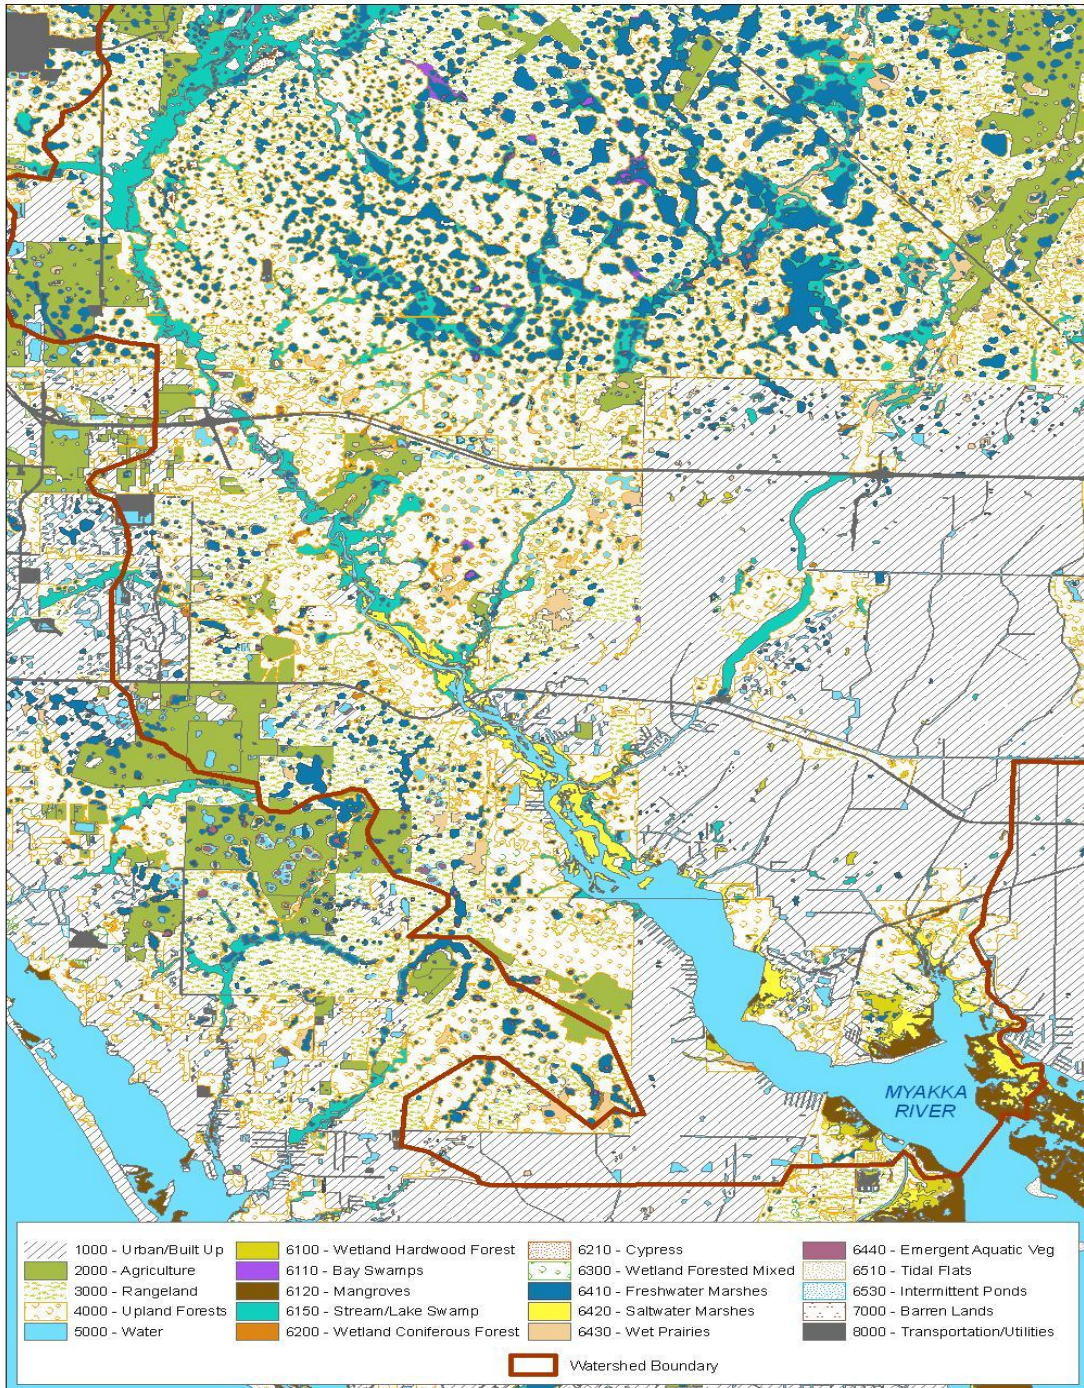 MYAKKA
RIVER
1000 - Urban/Built Up
2000 - Agriculture
3000 - Rangeland
4000 - Upland Forests
5000 - Water
6100 - Wetland Hardwood Forest
6110 - Bay Swamps
6120 - Mangroves
6150 - Stream/Lake Swamp
6200 - Wetland Coniferous Forest
6210 - Cypress
6300 - Wetland Forested Mixed
6410 - Freshwater Marshes
6420 - Saltwater Marshes
6430 - Wet Prairies
6440 - Emergent Aquatic Veg
6510 - Tidal Flats
6530 - Intermittent Ponds
7000 - Barren Lands
8000 - Transportation/Utilities
Watershed Boundary